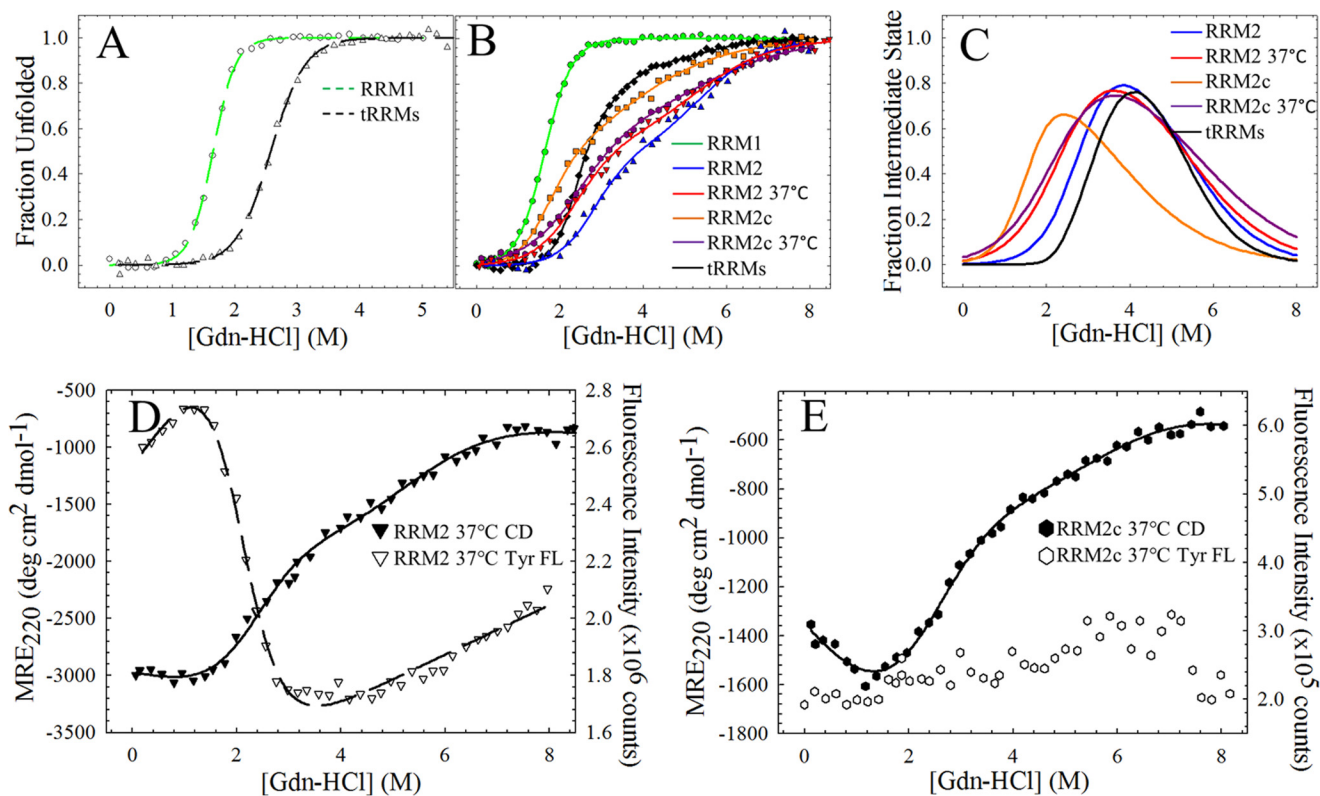 A
Fraction Unfolded
1.0
0.8
0.6
0.4
0.2
0.0
RRM1
tRRMs
0 1 2 3 4 5
[Gdn-HCl] (M)
B
RRM1
RRM2
RRM2 37°C
RRM2c
RRM2c 37°C
tRRMs
0 2 4 6 8
[Gdn-HCl] (M)
C
Fraction Intermediate State
1.0
0.8
0.6
0.4
0.2
0.0
RRM2
RRM2 37°C
RRM2c
RRM2c 37°C
tRRMs
0 2 4 6 8
[Gdn-HCl] (M)
D
MRE220 (deg cm2 dmol-1)
-500
-1000
-1500
-2000
-2500
-3000
-3500
RRM2 37°C CD
RRM2 37°C Tyr FL
2.8
2.6
2.4
2.2
2.0
1.8
1.6
Fluorescence Intensity (x106 counts)
0 2 4 6 8
[Gdn-HCl] (M)
E
MRE220 (deg cm2 dmol-1)
-600
-800
-1000
-1200
-1400
-1600
-1800
RRM2c 37°C CD
RRM2c 37°C Tyr FL
6.0
5.0
4.0
3.0
2.0
Fluorescence Intensity (x105 counts)
0 2 4 6 8
[Gdn-HCl] (M)